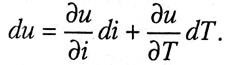 du = ∂u/∂i di + ∂u/∂T dT.